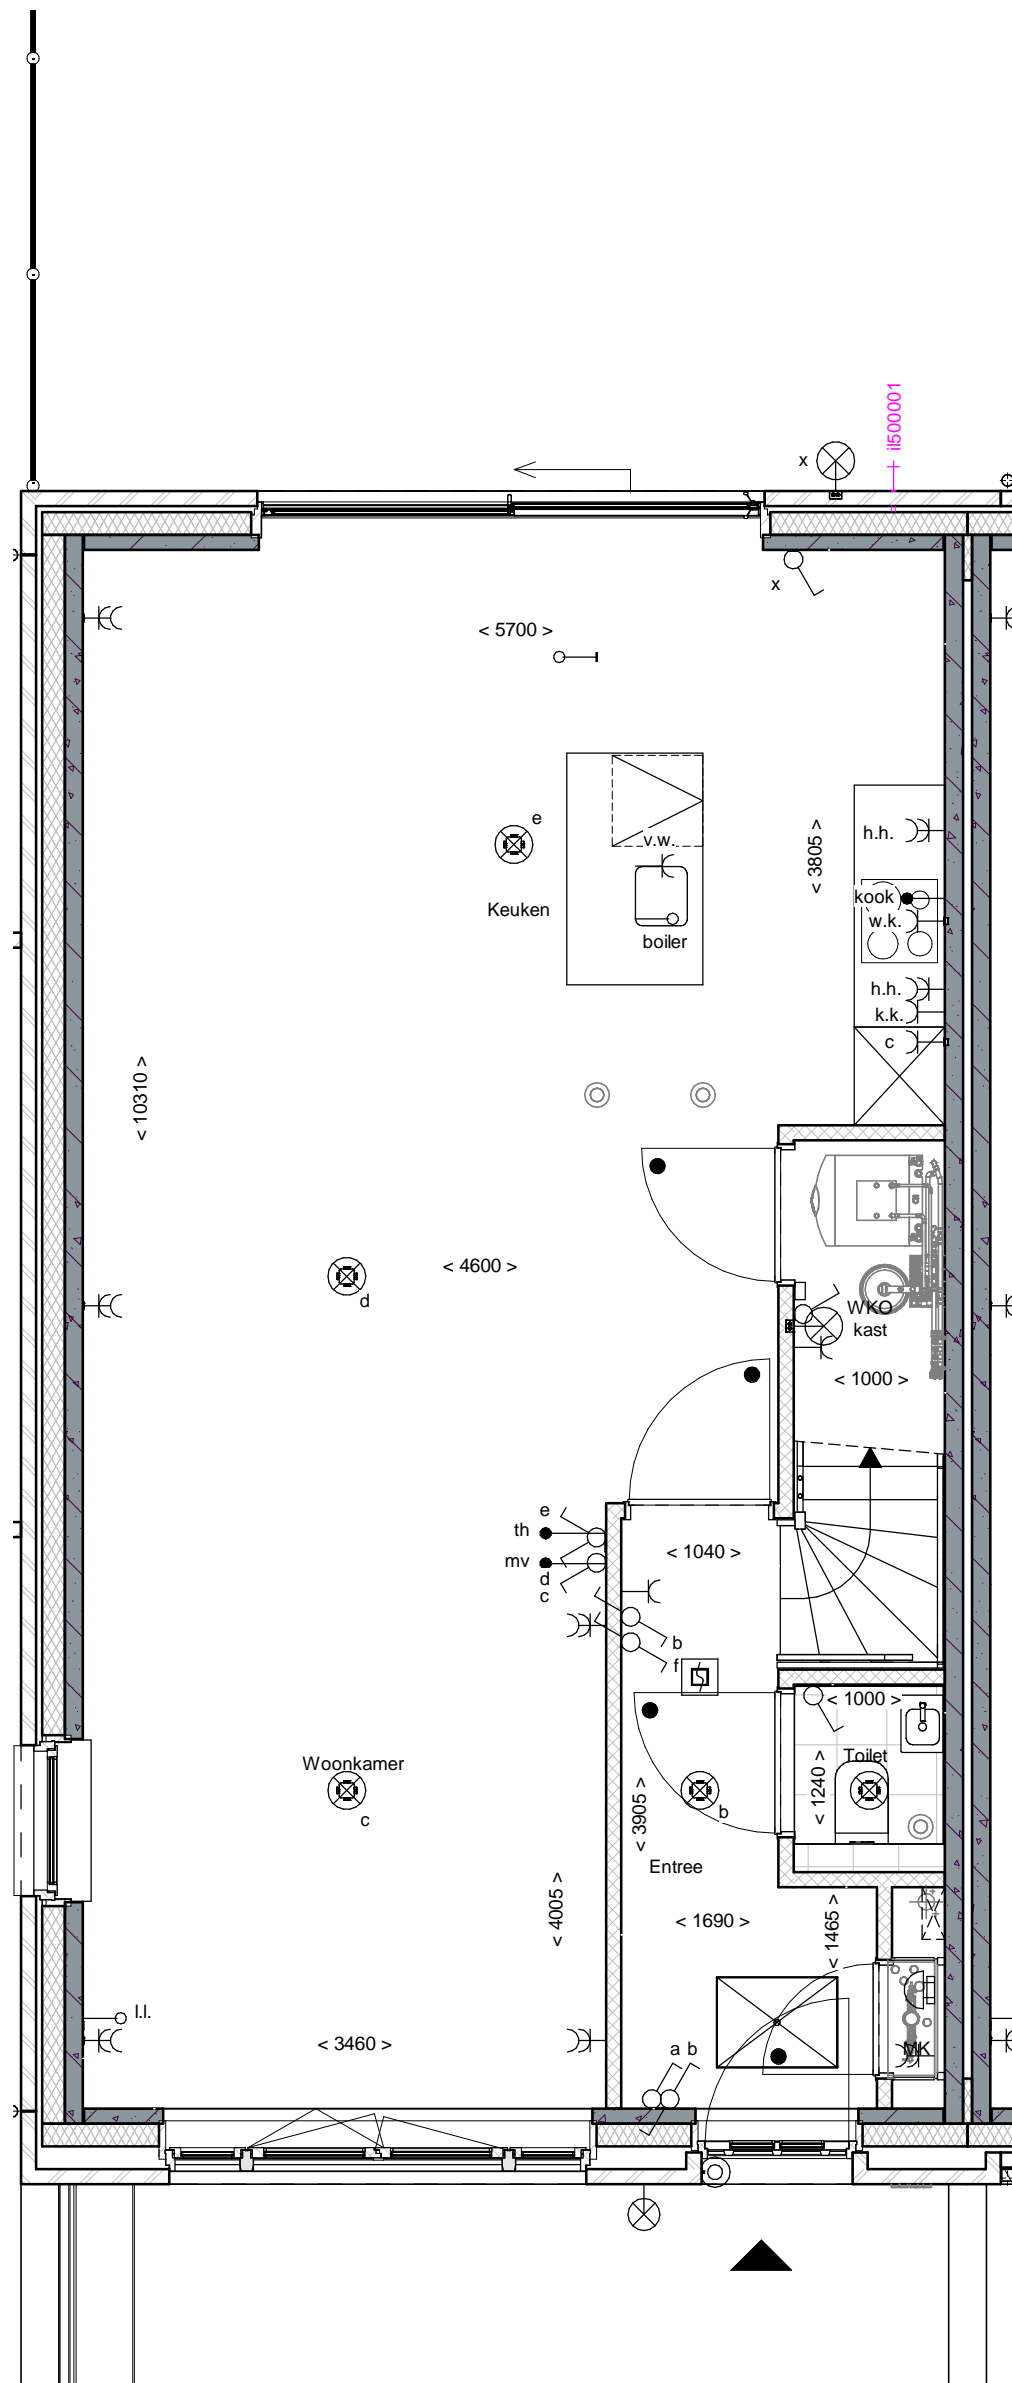 il500001
x
x
< 5700 >
e
v.w.
h.h.
< 3805 >
kook
w.k.
Keuken
boiler
h.h.
k.k.
c
< 10310 >
< 4600 >
d
WKO
kast
< 1000 >
e
th
mv
d
c
< 1040 >
b
f
< 1000 >
Toilet
< 1240 >
Woonkamer
c
b
< 3905 >
Entree
< 4005 >
< 1690 >
< 1465 >
l.l.
< 3460 >
a b
MK